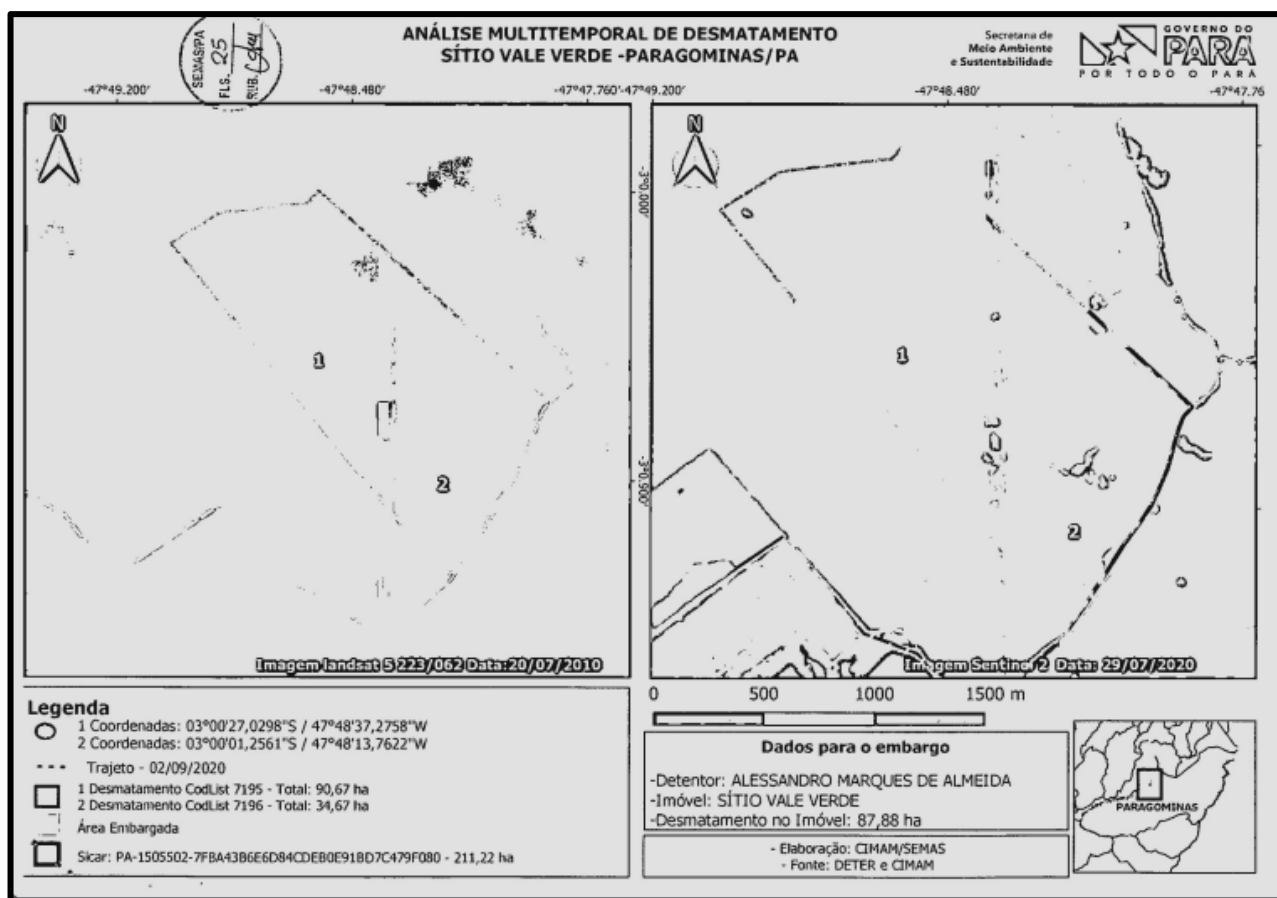 ANÁLISE MULTITEMPORAL DE DESMATAMENTO
SÍTIO VALE VERDE -PARAGOMINAS/PA
SEMAS/PA
FLS. 25
RUB.
Secretaria de
Meio Ambiente
e Sustentabilidade
GOVERNO DO
PARÁ
POR TODO O PARÁ
-47°49.200' -47°48.480' -47°47.760' -47°49.200' -47°48.480' -47°47.76
N
N
-3°0,000'
1
1
2
-3°0,900'
2
Imagem landsat 5 223/062 Data:20/07/2010
Imagem Sentinel 2 Data: 29/07/2020
0 500 1000 1500 m
Legenda
1 Coordenadas: 03°00'27,0298"S / 47°48'37,2758"W
2 Coordenadas: 03°00'01,2561"S / 47°48'13,7622"W
Trajeto - 02/09/2020
1 Desmatamento CodList 7195 - Total: 90,67 ha
2 Desmatamento CodList 7196 - Total: 34,67 ha
Área Embargada
Sicar: PA-1505502-7FBA43B6E6D84CDEB0E91BD7C479F080 - 211,22 ha
Dados para o embargo
-Detentor: ALESSANDRO MARQUES DE ALMEIDA
-Imóvel: SÍTIO VALE VERDE
-Desmatamento no Imóvel: 87,88 ha
- Elaboração: CIMAM/SEMAS
- Fonte: DETER e CIMAM
PARAGOMINAS